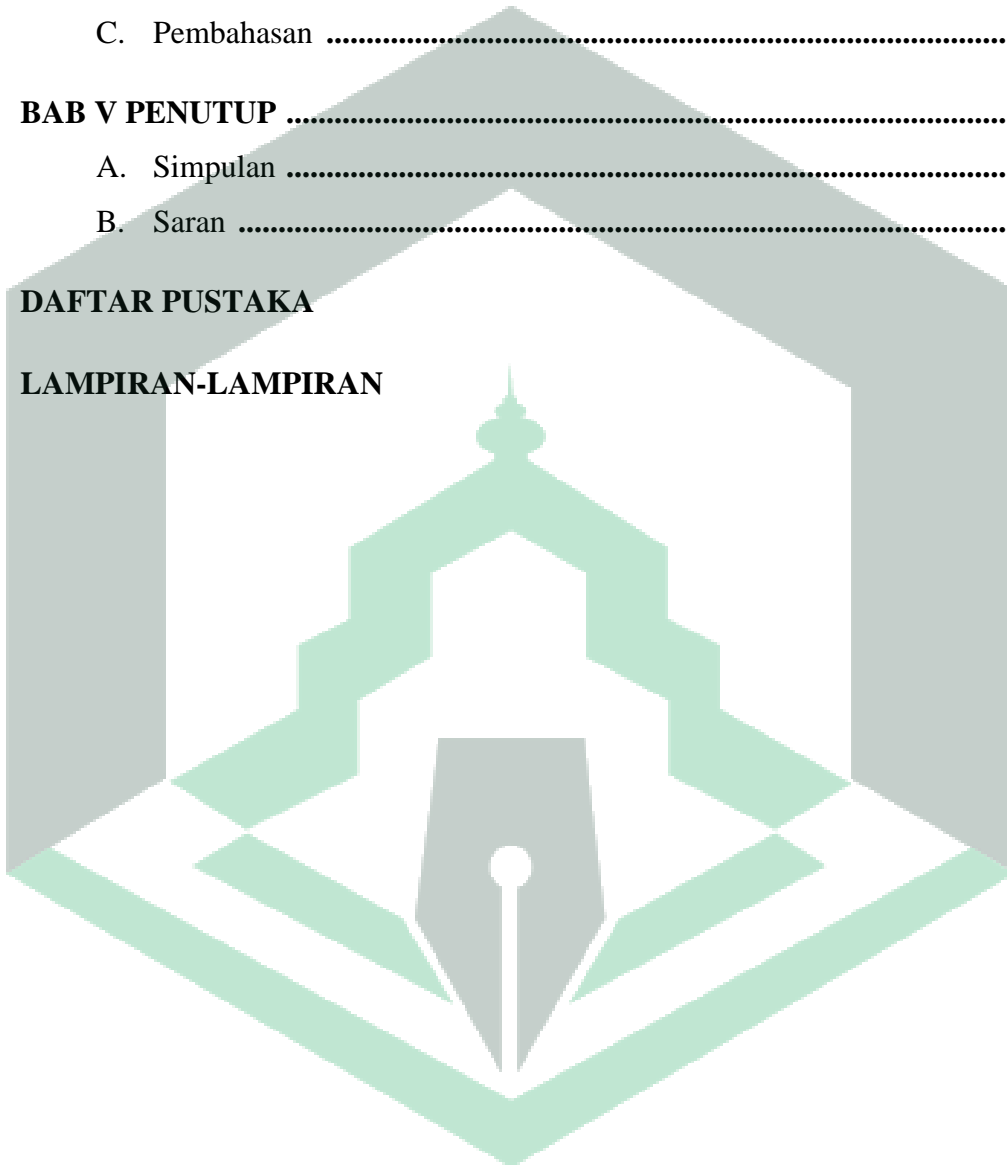 C. Pembahasan ................................................................................................
BAB V PENUTUP ................................................................................................
A. Simpulan ................................................................................................
B. Saran ................................................................................................
DAFTAR PUSTAKA
LAMPIRAN-LAMPIRAN